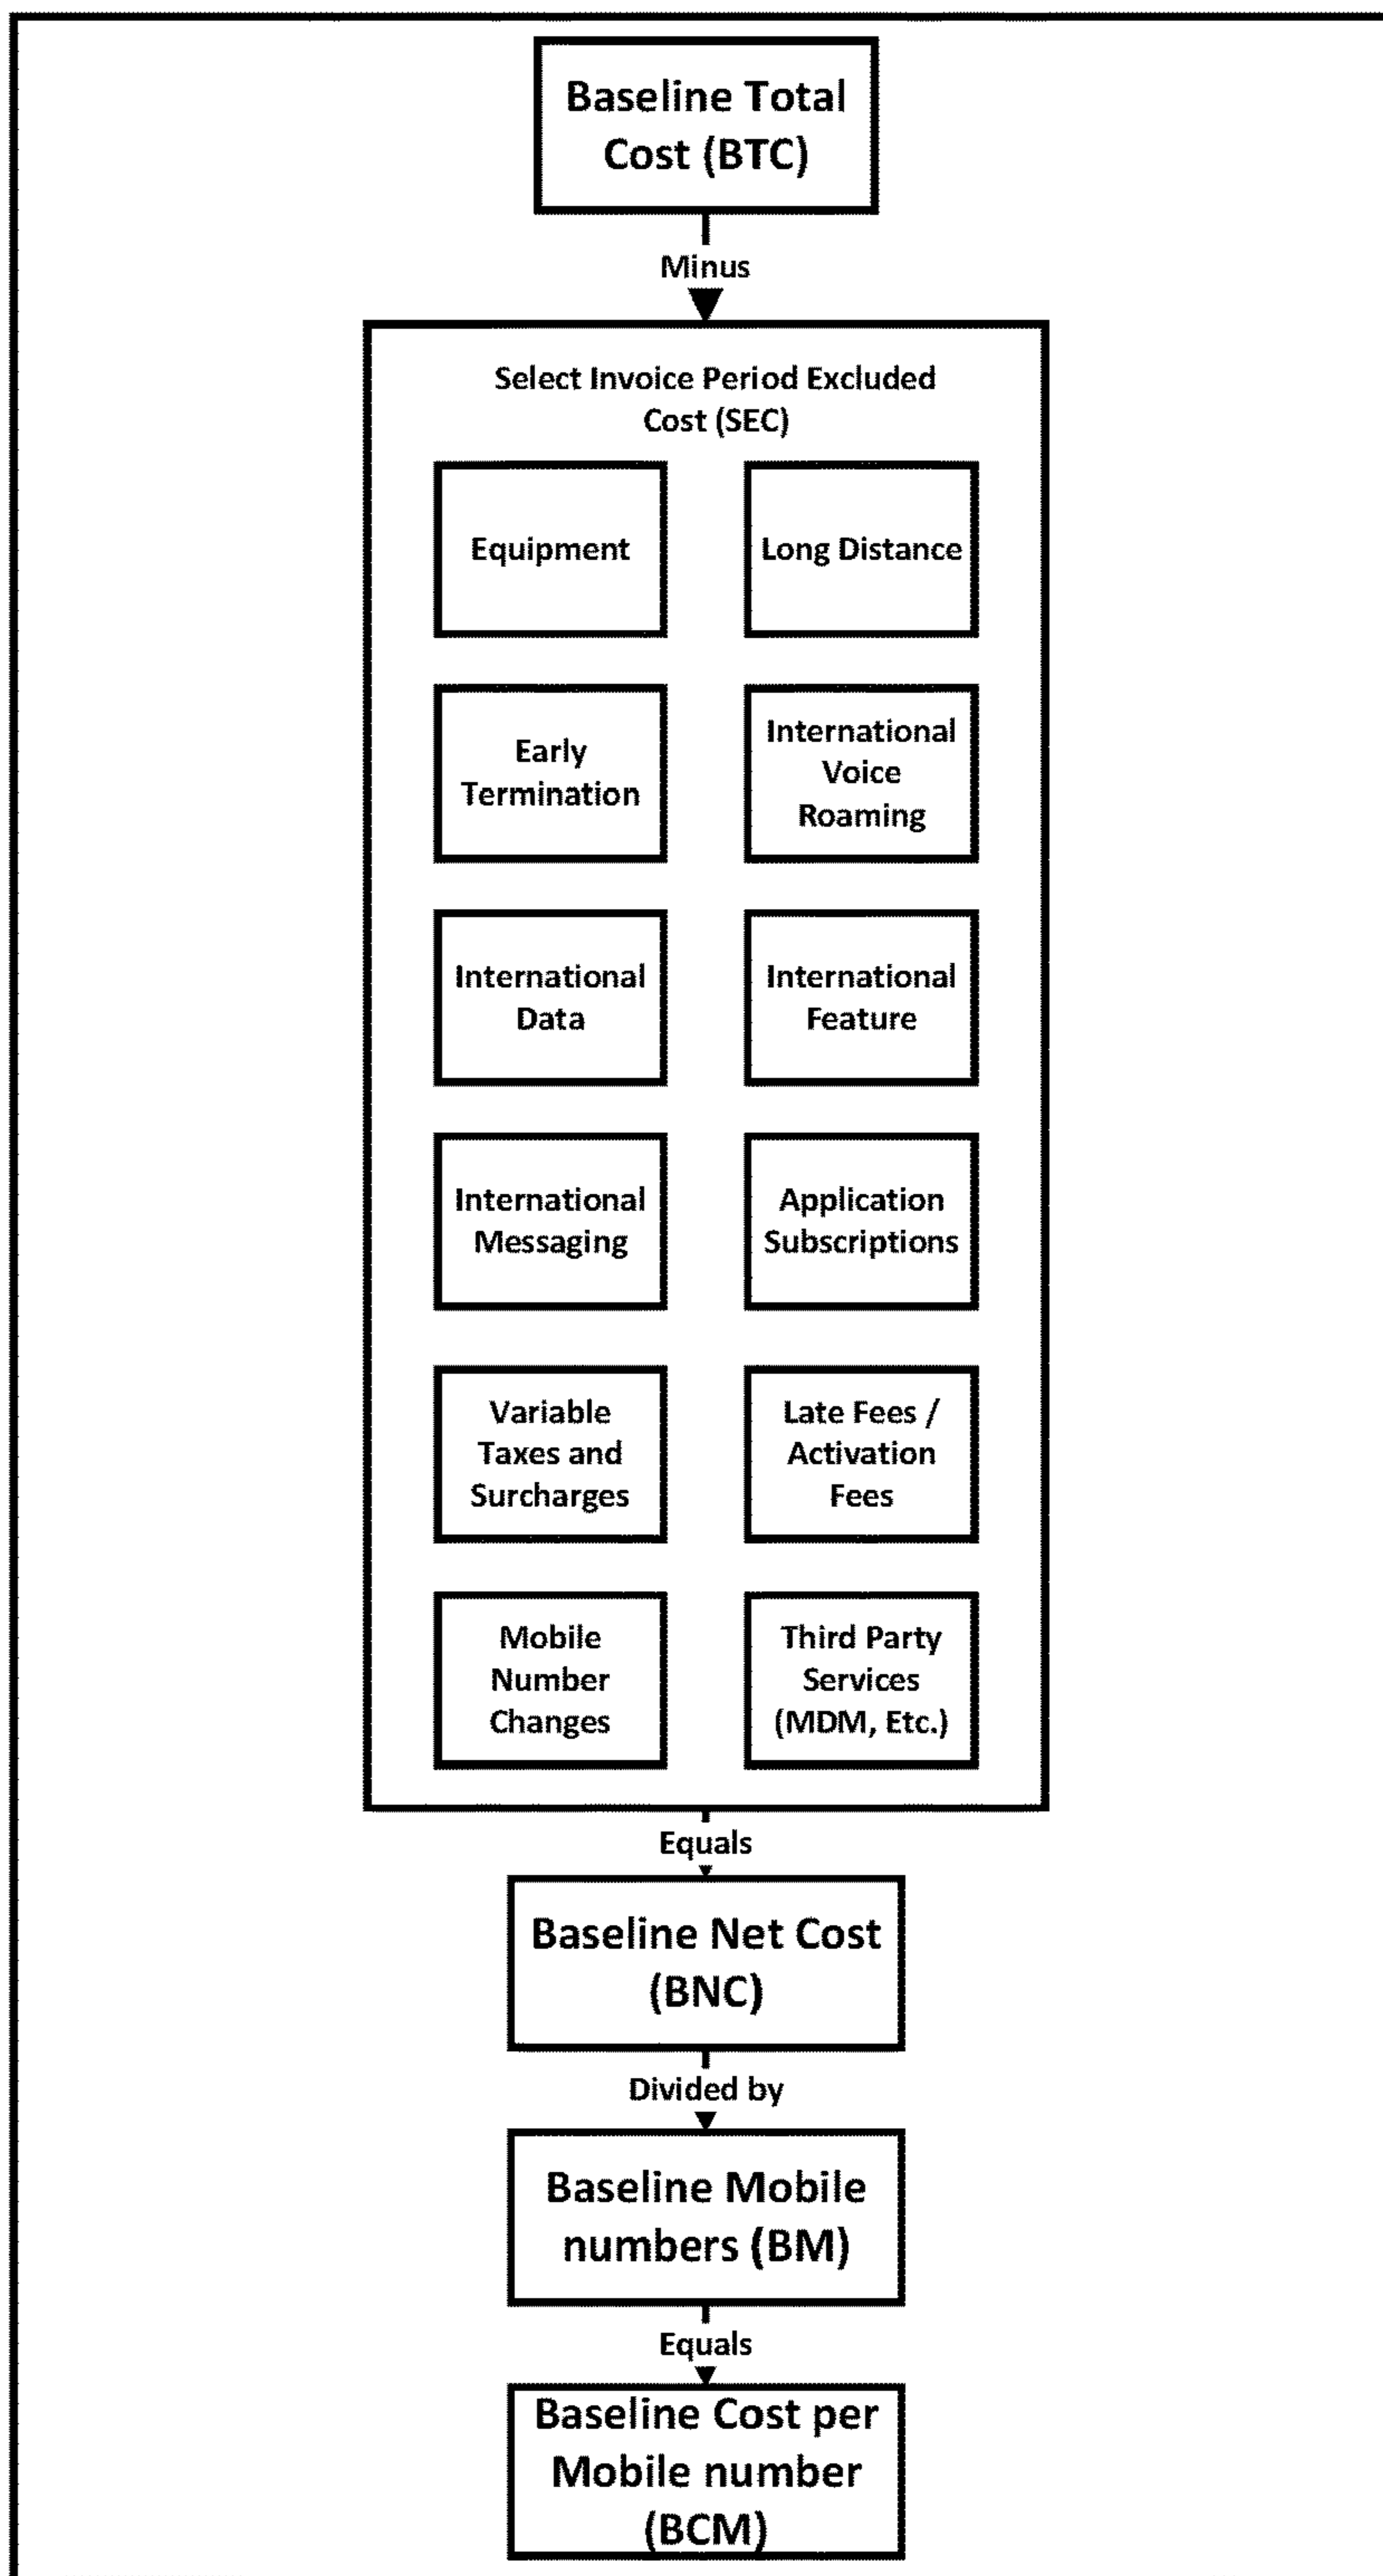 Baseline Total
Cost (BTC)
Minus
Select Invoice Period Excluded
Cost (SEC)
Equipment
Long Distance
Early
Termination
International
Voice
Roaming
International
Data
International
Feature
International
Messaging
Application
Subscriptions
Variable
Taxes and
Surcharges
Late Fees /
Activation
Fees
Mobile
Number
Changes
Third Party
Services
(MDM, Etc.)
Equals
Baseline Net Cost
(BNC)
Divided by
Baseline Mobile
numbers (BM)
Equals
Baseline Cost per
Mobile number
(BCM)